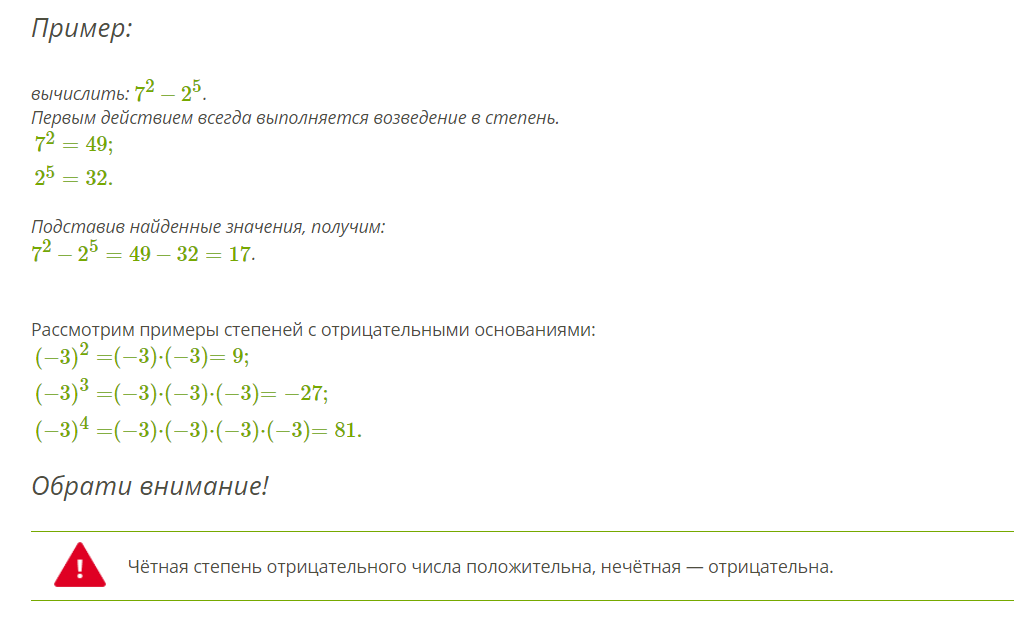 Пример:
вычислить: 7² − 2⁵.
Первым действием всегда выполняется возведение в степень.
7² = 49;
2⁵ = 32.
Подставив найденные значения, получим:
7² − 2⁵ = 49 − 32 = 17.
Рассмотрим примеры степеней с отрицательными основаниями:
(−3)² =(−3)·(−3)= 9;
(−3)³ =(−3)·(−3)·(−3)= −27;
(−3)⁴ =(−3)·(−3)·(−3)·(−3)= 81.
Обрати внимание!
Чётная степень отрицательного числа положительна, нечётная — отрицательна.